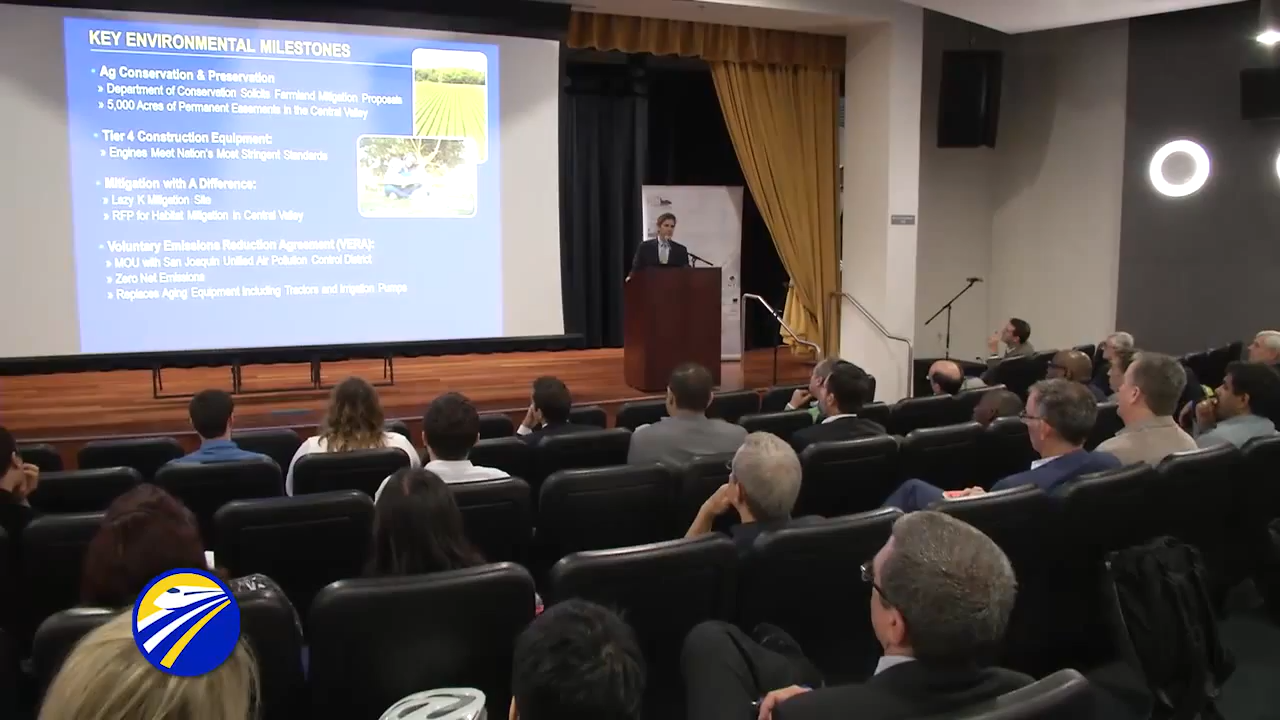 KEY ENVIRONMENTAL MILESTONES
• Ag Conservation & Preservation
» Department of Conservation Solicits Farmland Mitigation Proposals
» 5,000 Acres of Permanent Easements in the Central Valley
• Tier 4 Construction Equipment:
» Engines Meet Nation's Most Stringent Standards
• Mitigation with A Difference:
» Lazy K Mitigation Site
» RFP for Habitat Mitigation in Central Valley
• Voluntary Emissions Reduction Agreement (VERA):
» MOU with San Joaquin Unified Air Pollution Control District
» Zero Net Emissions
» Replaces Aging Equipment Including Tractors and Irrigation Pumps